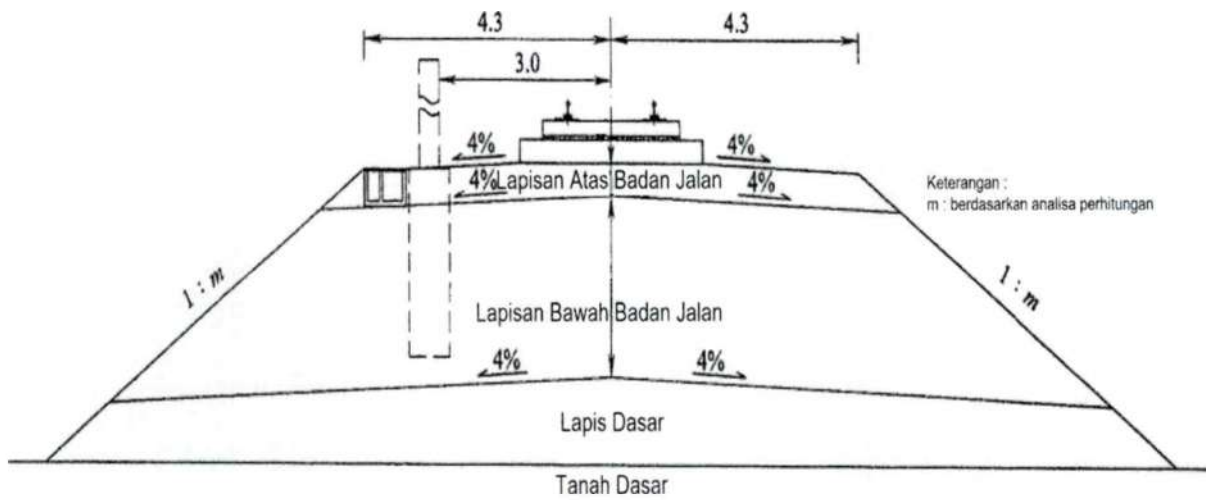 4.3 4.3
3.0
4% 4%
4% Lapisan Atas Badan Jalan 4%
Keterangan :
m : berdasarkan analisa perhitungan
1 : m 1 : m
Lapisan Bawah Badan Jalan
4% 4%
Lapis Dasar
Tanah Dasar